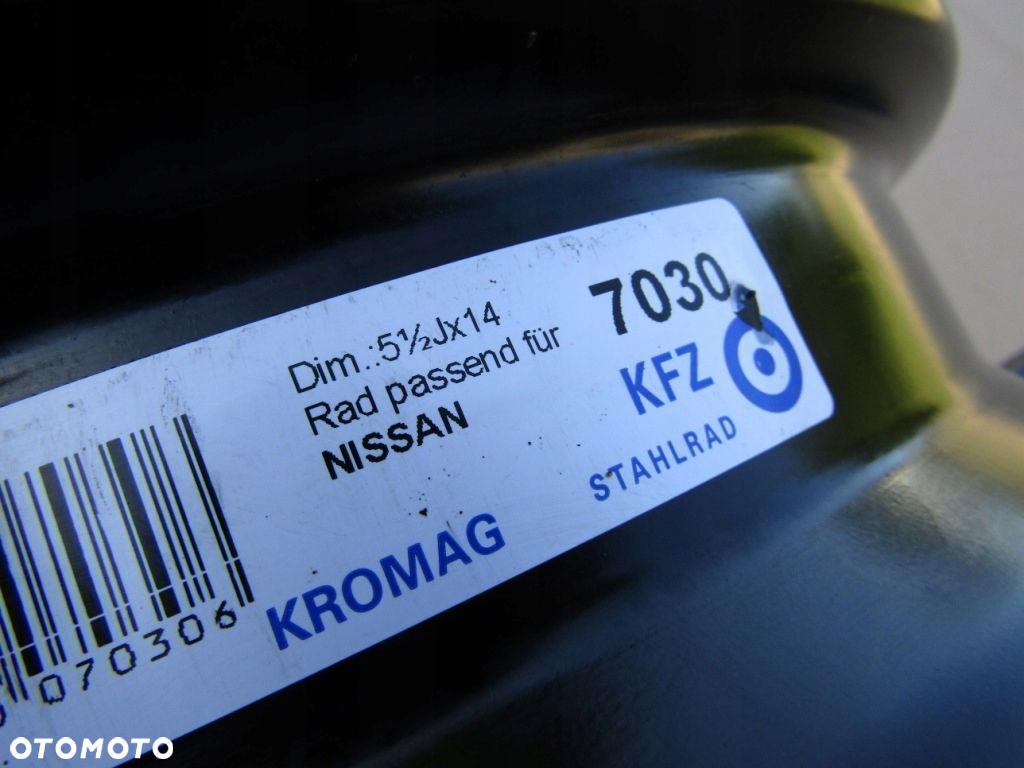 Dim.:5½Jx14
Rad passend für
NISSAN
7030
KFZ
STAHLRAD
KROMAG
070306
OTOMOTO